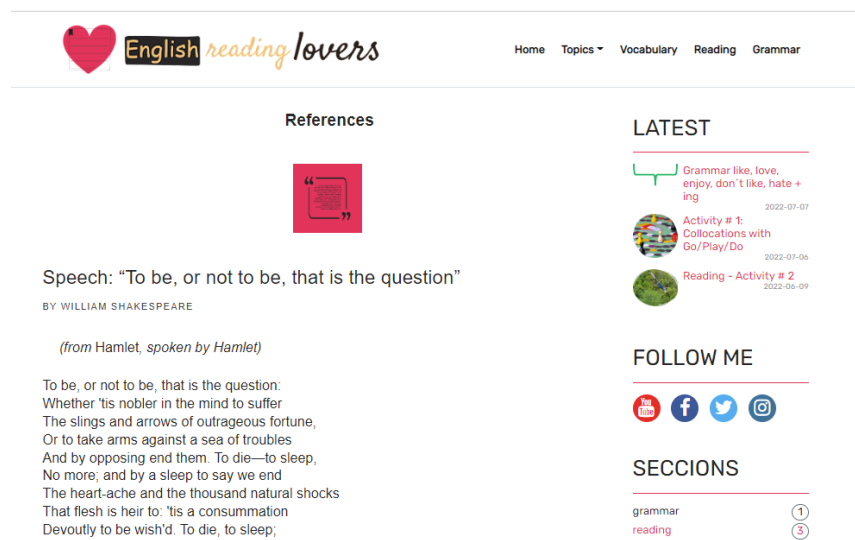 English reading lovers
Home Topics Vocabulary Reading Grammar
References
Speech: “To be, or not to be, that is the question”
BY WILLIAM SHAKESPEARE
(from Hamlet, spoken by Hamlet)
To be, or not to be, that is the question:
Whether 'tis nobler in the mind to suffer
The slings and arrows of outrageous fortune,
Or to take arms against a sea of troubles
And by opposing end them. To die—to sleep,
No more; and by a sleep to say we end
The heart-ache and the thousand natural shocks
That flesh is heir to: 'tis a consummation
Devoutly to be wish'd. To die, to sleep;
LATEST
Grammar like, love,
enjoy, don´t like, hate +
ing
2022-07-07
Activity # 1:
Collocations with
Go/Play/Do
2022-07-06
Reading - Activity # 2
2022-06-09
FOLLOW ME
You
Tube
SECCIONS
grammar 1
reading 3